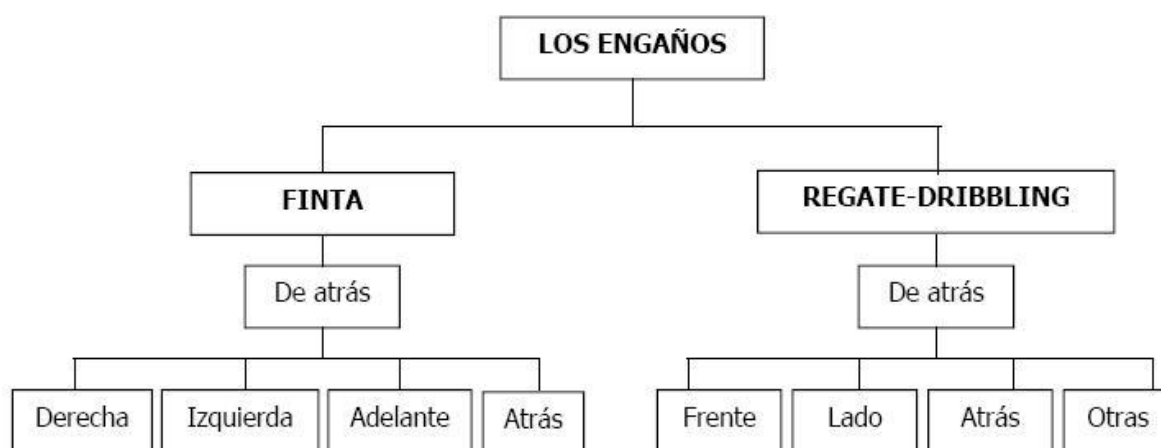 LOS ENGAÑOS
FINTA
REGATE-DRIBBLING
De atrás
De atrás
Derecha
Izquierda
Adelante
Atrás
Frente
Lado
Atrás
Otras